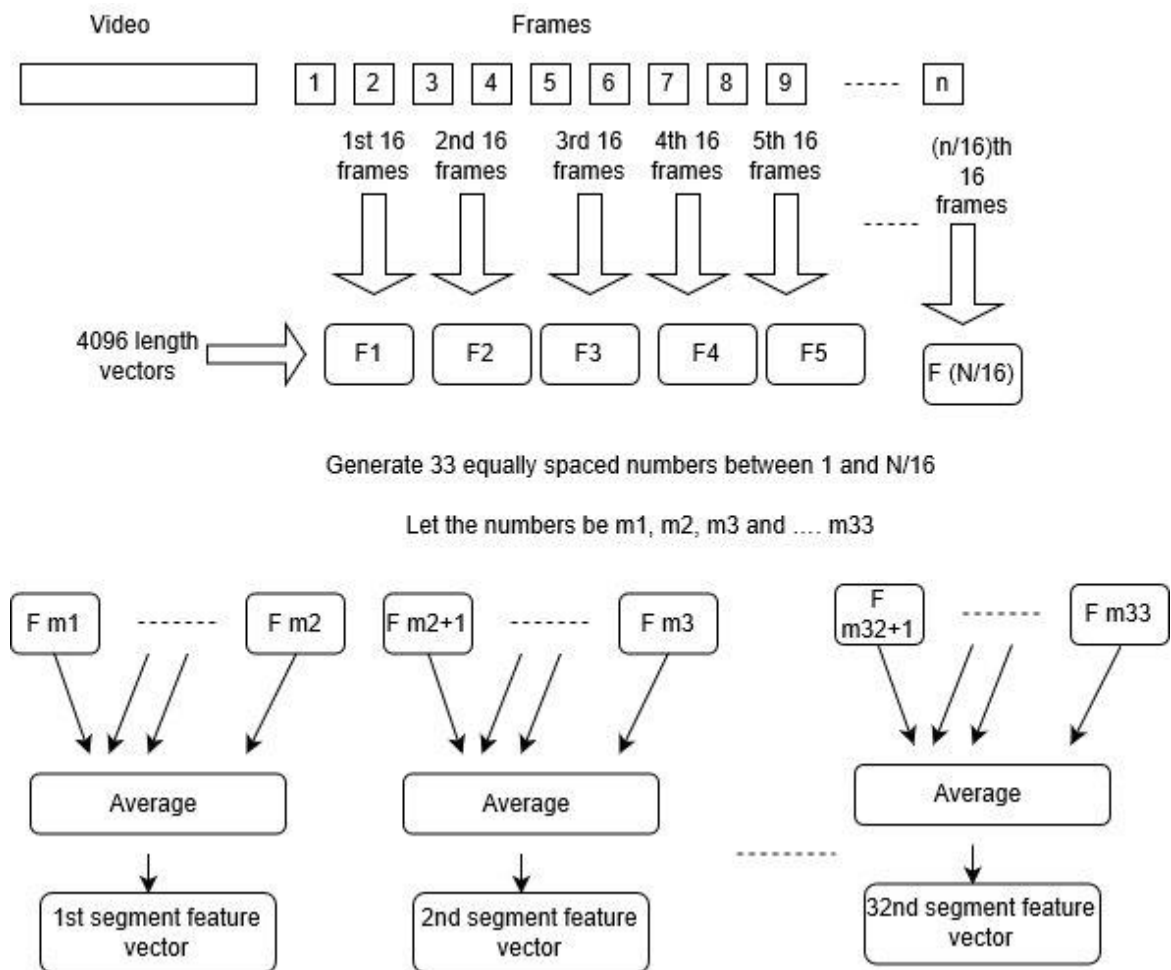 Video
Frames
1 2 3 4 5 6 7 8 9 n
1st 16
frames
2nd 16
frames
3rd 16
frames
4th 16
frames
5th 16
frames
(n/16)th
16
frames
4096 length
vectors
F1
F2
F3
F4
F5
F (N/16)
Generate 33 equally spaced numbers between 1 and N/16
Let the numbers be m1, m2, m3 and .... m33
F m1
F m2
F m2+1
F m3
F
m32+1
F m33
Average
Average
Average
1st segment feature
vector
2nd segment feature
vector
32nd segment feature
vector